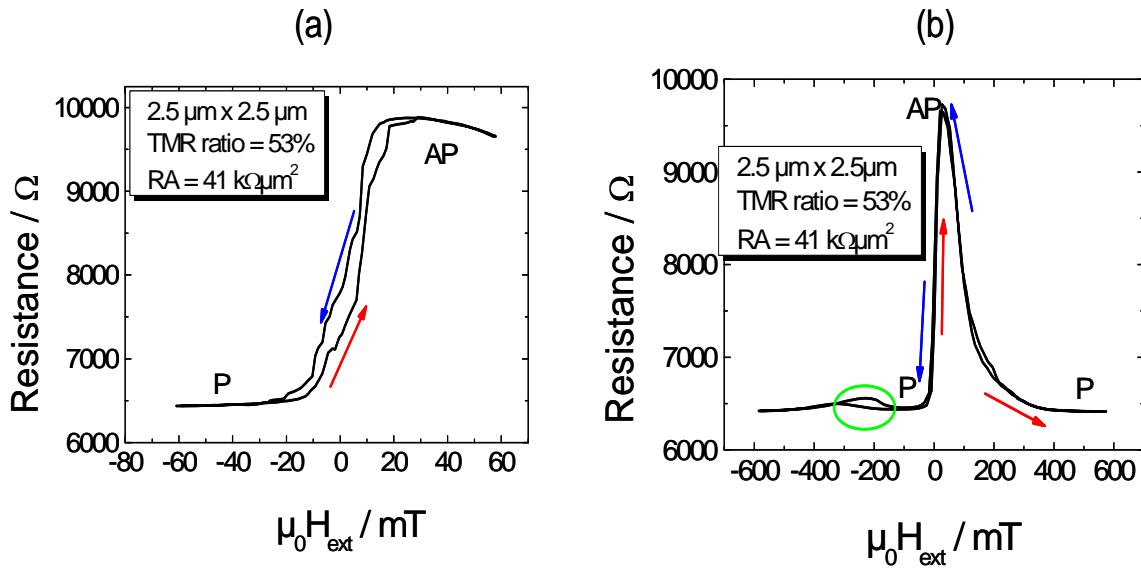 (a)
(b)
Resistance / Ω
10000
9000
8000
7000
6000
2.5 µm x 2.5 µm
TMR ratio = 53%
RA = 41 kΩµm²
AP
P
-80 -60 -40 -20 0 20 40 60
µ₀Hext / mT
Resistance / Ω
10000
9000
8000
7000
6000
AP
2.5 µm x 2.5µm
TMR ratio = 53%
RA = 41 kΩµm²
P
P
-600 -400 -200 0 200 400 600
µ₀Hext / mT